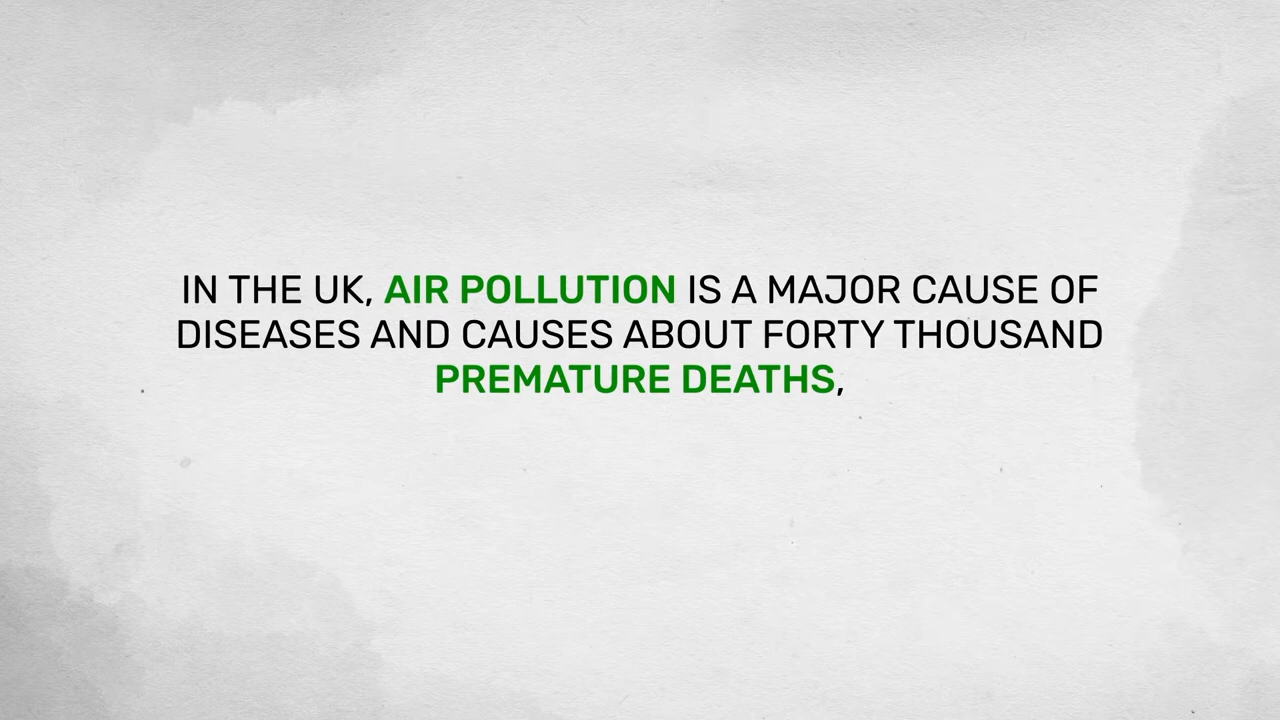 IN THE UK, AIR POLLUTION IS A MAJOR CAUSE OF
DISEASES AND CAUSES ABOUT FORTY THOUSAND
PREMATURE DEATHS,